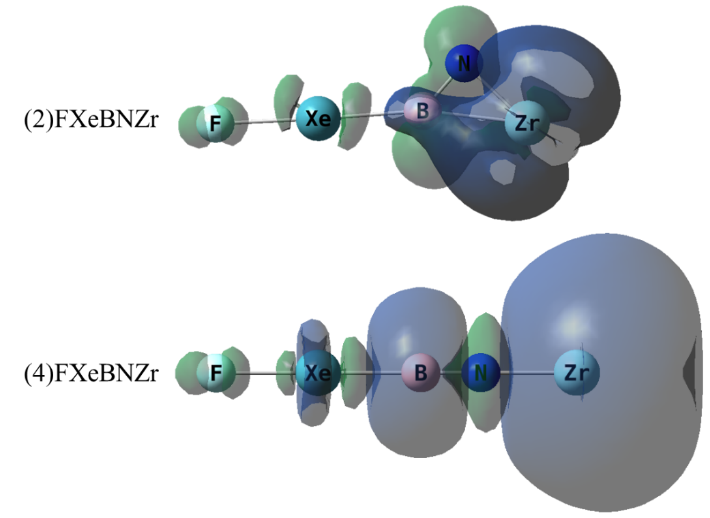 N
(2)FXeBNZr F Xe B Zr
(4)FXeBNZr F Xe B N Zr